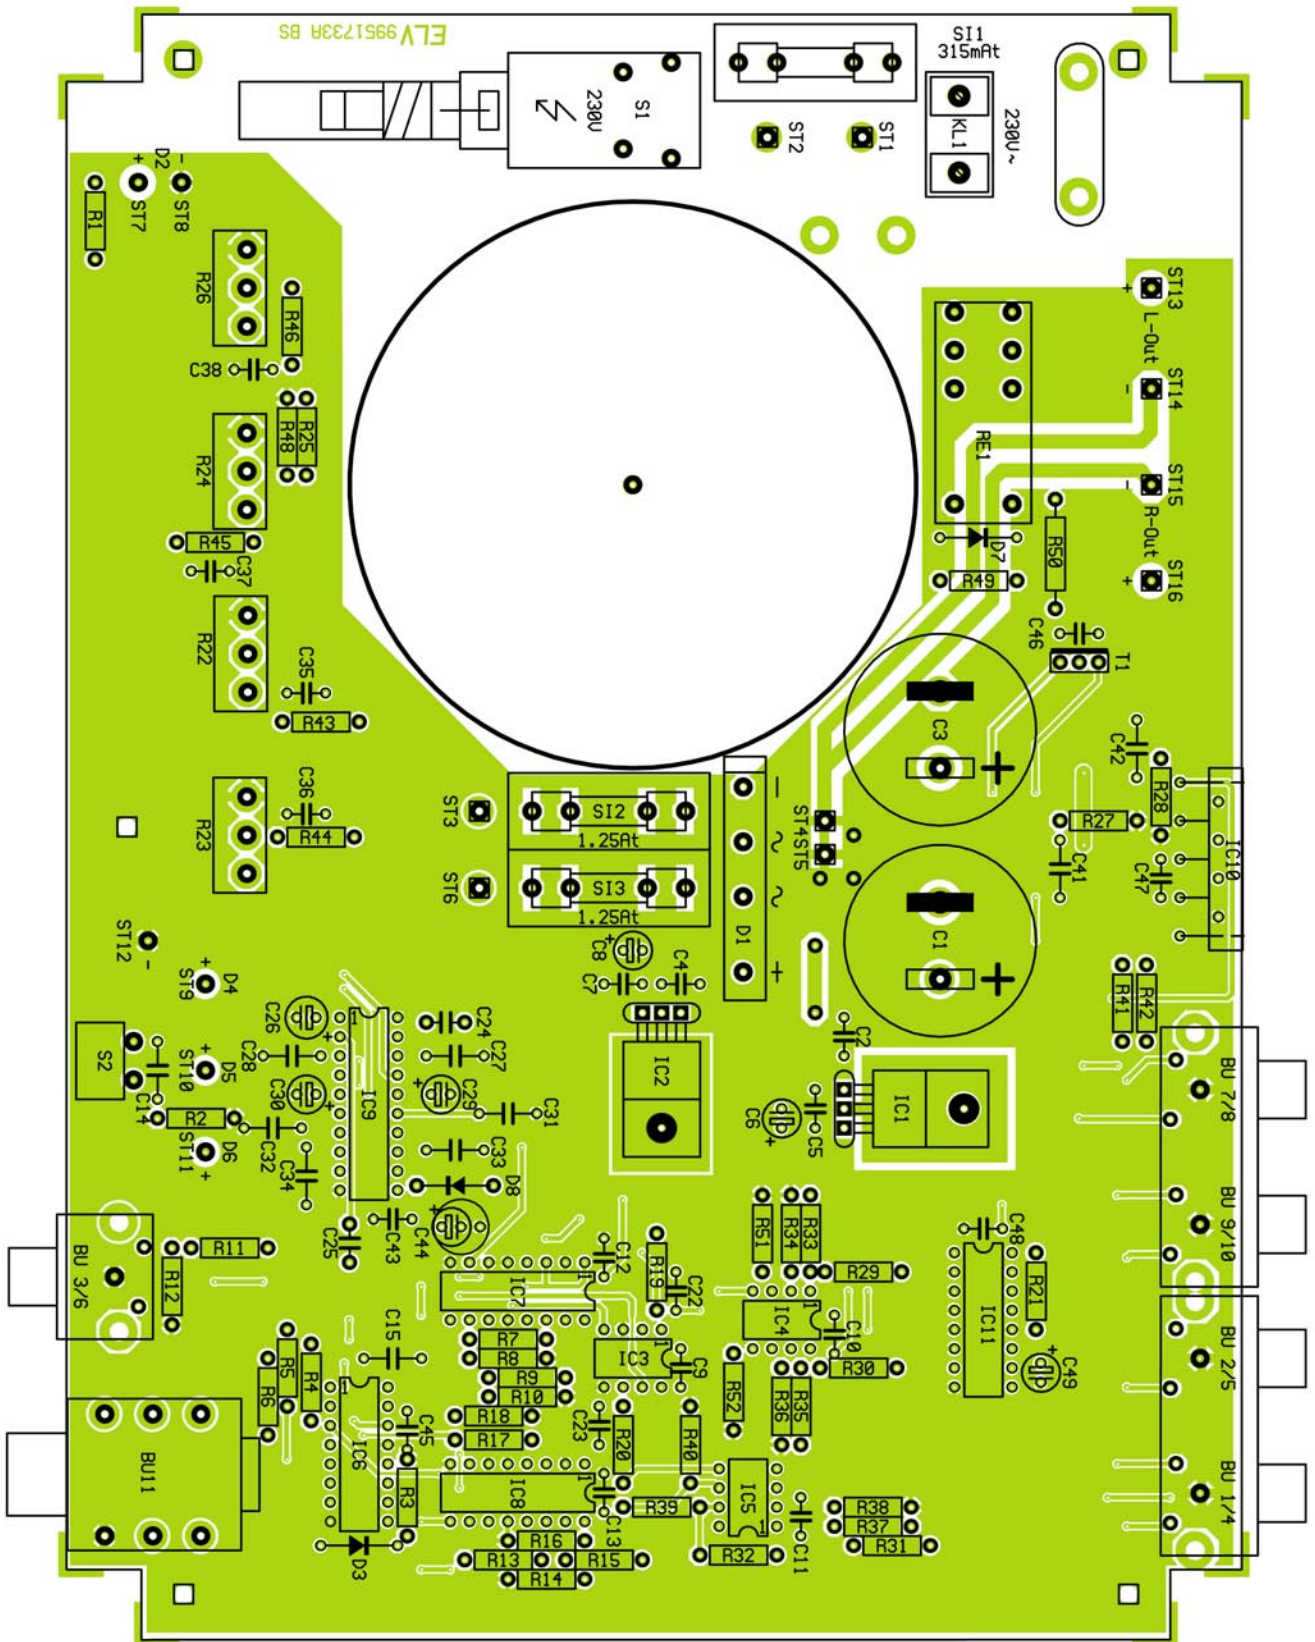 ELV 9951733A BS
SI1
315mAt
230V~
KL1
S1
230V
ST2
ST1
D2
-
+
ST8
ST7
R1
R26
R46
C38
R48
R25
R24
R45
C37
R22
C35
R43
C36
R44
R23
ST13
+
L-Out
ST14
-
RE1
ST15
-
R-Out
ST16
+
D7
R49
R50
C46
T1
C3
+
C42
R28
R27
C41
C47
IC10
ST3
SI2
1.25At
ST6
SI3
1.25At
-
~
~
+
D1
ST4
ST5
C1
+
C8
+
C7
C4
ST12
-
+
ST9
D4
C26
+
C24
R41
R42
S2
C14
+
ST10
D5
C28
C27
C30
+
IC9
1
+
C29
C31
IC2
C2
IC1
C6
+
C5
BU 7/8
R2
ST11
D6
+
C32
C34
C33
D8
C25
C43
C44
+
R51
R34
R33
BU 9/10
BU 3/6
R11
R12
C12
IC7
1
R19
C22
R29
C48
IC11
R21
C49
+
C15
R7
R8
R9
R10
IC3
C9
IC4
C10
R30
BU 2/5
R5
R4
R6
R18
R17
C23
R20
R40
R52
R36
R35
BU11
IC6
1
C45
R3
IC8
1
C13
R39
IC5
1
C11
R38
R37
R31
BU 1/4
D3
R16
R13
R15
R14
R32